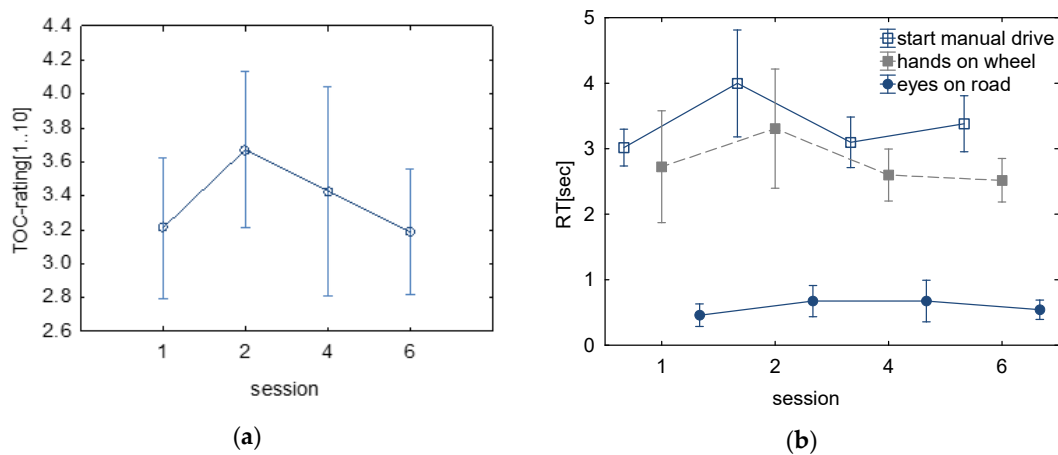 4.4
4.2
4.0
3.8
3.6
3.4
3.2
3.0
2.8
2.6
TOC-rating[1..10]
1 2 4 6
session
(a)
5
4
3
2
1
0
RT[sec]
start manual drive
hands on wheel
eyes on road
1 2 4 6
session
(b)